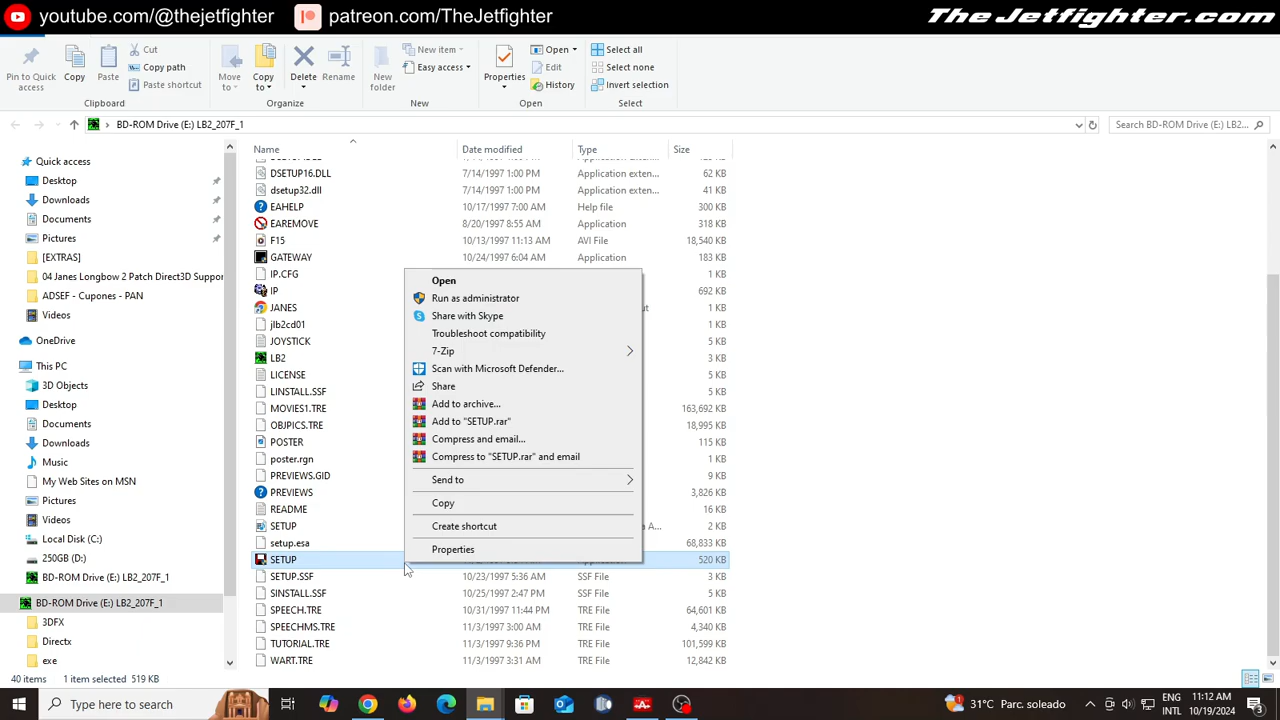 youtube.com/@thejetfighter patreon.com/TheJetfighter TheJetfighter.com
Pin to Quick access
Copy
Paste
Cut
Copy path
Paste shortcut
Clipboard
Move to
Copy to
Delete
Rename
Organize
New folder
New item
Easy access
New
Properties
Open
Edit
History
Open
Select all
Select none
Invert selection
Select
BD-ROM Drive (E:) LB2_207F_1
Search BD-ROM Drive (E:) LB2...
Quick access
Desktop
Downloads
Documents
Pictures
[EXTRAS]
04 Janes Longbow 2 Patch Direct3D Suppor
ADSEF - Cupones - PAN
Videos
OneDrive
This PC
3D Objects
Desktop
Documents
Downloads
Music
My Web Sites on MSN
Pictures
Videos
Local Disk (C:)
250GB (D:)
BD-ROM Drive (E:) LB2_207F_1
BD-ROM Drive (E:) LB2_207F_1
3DFX
Directx
exe
Name Date modified Type Size
DSETUP16.DLL 7/14/1997 1:00 PM Application exten... 62 KB
dsetup32.dll 7/14/1997 1:00 PM Application exten... 41 KB
EAHELP 10/17/1997 7:00 AM Help file 300 KB
EAREMOVE 8/20/1997 8:55 AM Application 318 KB
F15 10/13/1997 11:13 AM AVI File 18,540 KB
GATEWAY 10/24/1997 6:04 AM Application 183 KB
IP.CFG 1 KB
IP 692 KB
JANES 1 KB
jlb2cd01 1 KB
JOYSTICK 5 KB
LB2 3 KB
LICENSE 5 KB
LINSTALL.SSF 5 KB
MOVIES1.TRE 163,692 KB
OBJPICS.TRE 18,995 KB
POSTER 115 KB
poster.rgn 1 KB
PREVIEWS.GID 9 KB
PREVIEWS 3,826 KB
README 16 KB
SETUP n A... 2 KB
setup.esa 68,833 KB
SETUP 520 KB
SETUP.SSF 10/23/1997 5:36 AM SSF File 3 KB
SINSTALL.SSF 10/25/1997 2:47 PM SSF File 5 KB
SPEECH.TRE 10/31/1997 11:44 PM TRE File 64,601 KB
SPEECHMS.TRE 11/3/1997 3:00 AM TRE File 4,340 KB
TUTORIAL.TRE 11/3/1997 9:36 PM TRE File 101,599 KB
WART.TRE 11/3/1997 3:31 AM TRE File 12,842 KB
Open
Run as administrator
Share with Skype
Troubleshoot compatibility
7-Zip
Scan with Microsoft Defender...
Share
Add to archive...
Add to "SETUP.rar"
Compress and email...
Compress to "SETUP.rar" and email
Send to
Copy
Create shortcut
Properties
40 items 1 item selected 519 KB
Type here to search
31°C Parc. soleado
ENG
INTL
11:12 AM
10/19/2024
3